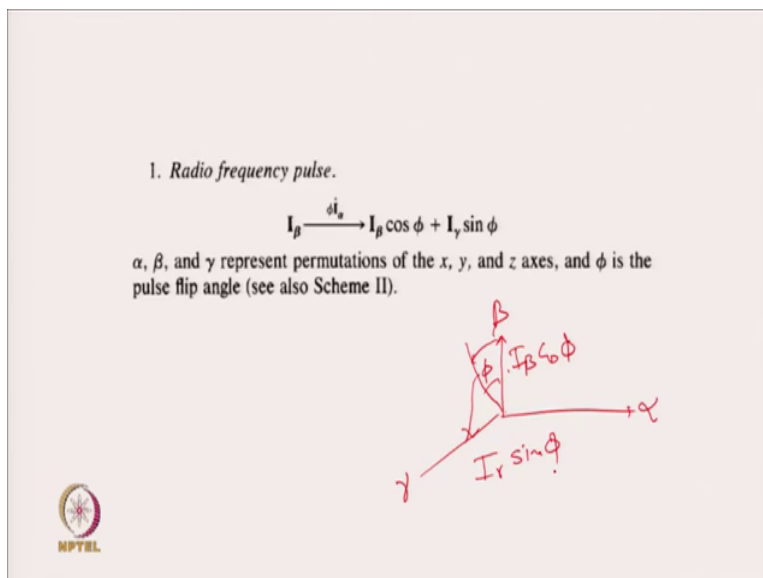 1. Radio frequency pulse.
ϕÎα
Iβ ⟶ Iβ cos ϕ + Iγ sin ϕ
α, β, and γ represent permutations of the x, y, and z axes, and ϕ is the
pulse flip angle (see also Scheme II).
β
ϕ
Iβ cos ϕ
α
Iγ sin ϕ
γ
NPTEL